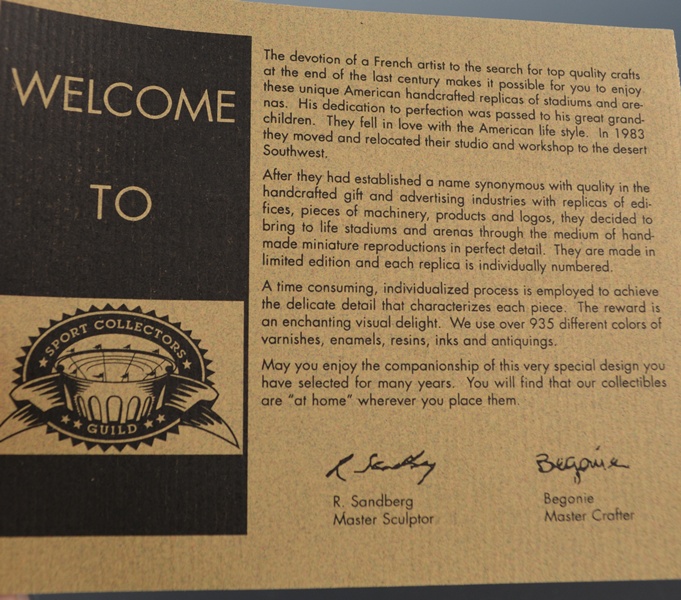 WELCOME
TO
SPORT COLLECTORS
GUILD
The devotion of a French artist to the search for top quality crafts
at the end of the last century makes it possible for you to enjoy
these unique American handcrafted replicas of stadiums and are-
nas. His dedication to perfection was passed to his great grand-
children. They fell in love with the American life style. In 1983
they moved and relocated their studio and workshop to the desert
Southwest.
After they had established a name synonymous with quality in the
handcrafted gift and advertising industries with replicas of edi-
fices, pieces of machinery, products and logos, they decided to
bring to life stadiums and arenas through the medium of hand-
made miniature reproductions in perfect detail. They are made in
limited edition and each replica is individually numbered.
A time consuming, individualized process is employed to achieve
the delicate detail that characterizes each piece. The reward is
an enchanting visual delight. We use over 935 different colors of
varnishes, enamels, resins, inks and antiquings.
May you enjoy the companionship of this very special design you
have selected for many years. You will find that our collectibles
are "at home" wherever you place them.
R Sandberg
Begonie
R. Sandberg
Master Sculptor
Begonie
Master Crafter